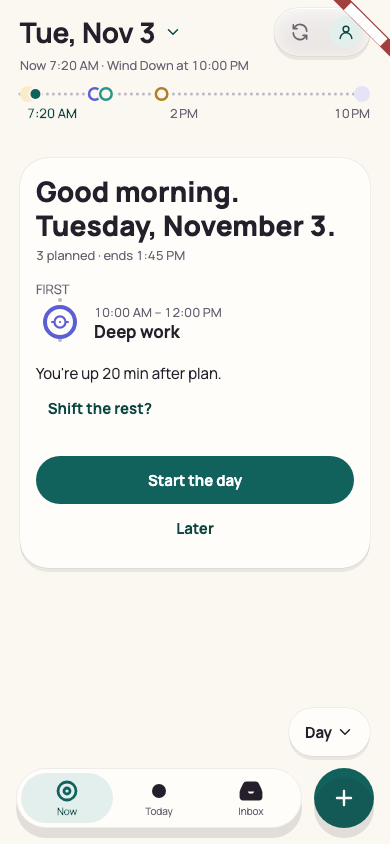 Tue, Nov 3
Now 7:20 AM · Wind Down at 10:00 PM
7:20 AM 2 PM 10 PM
Good morning.
Tuesday, November 3.
3 planned · ends 1:45 PM
FIRST
10:00 AM – 12:00 PM
Deep work
You're up 20 min after plan.
Shift the rest?
Start the day
Later
Day
Now Today Inbox